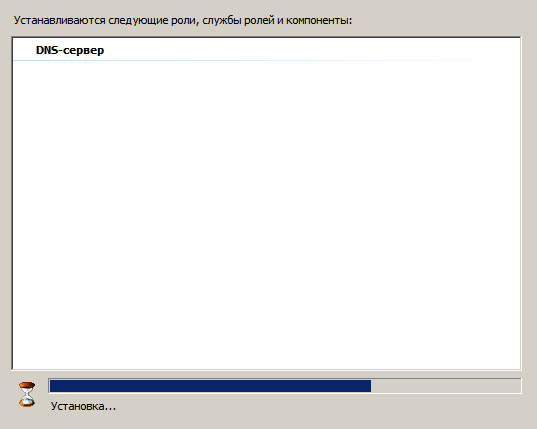 Устанавливаются следующие роли, службы ролей и компоненты:
DNS-сервер
Установка...